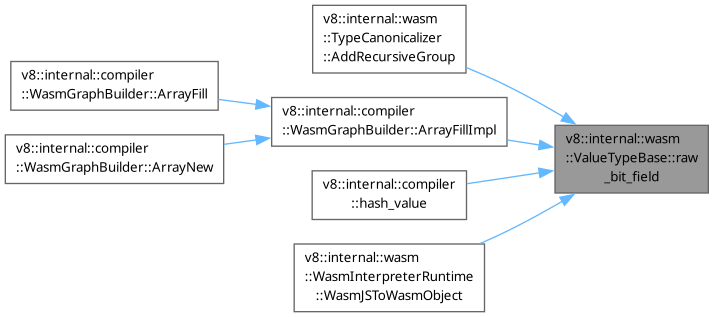 v8::internal::wasm
::TypeCanonicalizer
::AddRecursiveGroup
v8::internal::compiler
::WasmGraphBuilder::ArrayFill
v8::internal::compiler
::WasmGraphBuilder::ArrayFillImpl
v8::internal::wasm
::ValueTypeBase::raw
_bit_field
v8::internal::compiler
::WasmGraphBuilder::ArrayNew
v8::internal::compiler
::hash_value
v8::internal::wasm
::WasmInterpreterRuntime
::WasmJSToWasmObject